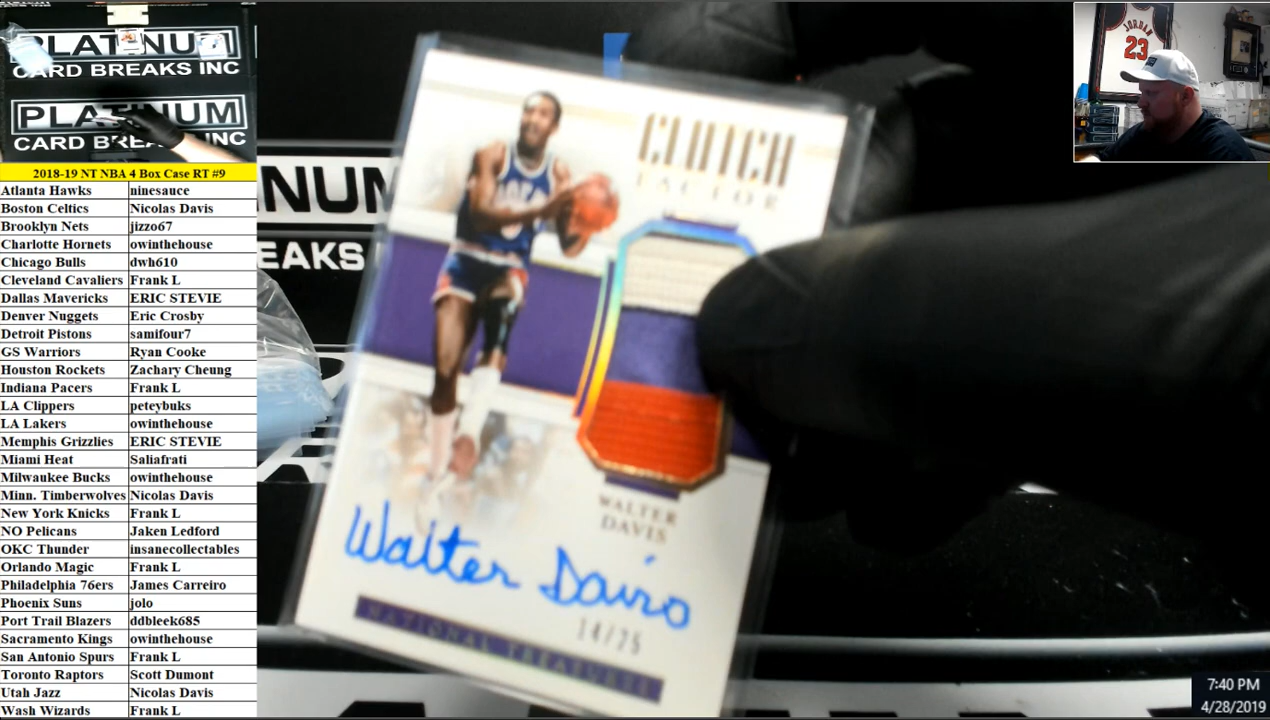 PLATINUM
CARD BREAKS INC
PLATINUM
CARD BREA
INC
2018-19 NT NBA 4 Box Case RT #9
Atlanta Hawks ninesauce
Boston Celtics Nicolas Davis
Brooklyn Nets jizzo67
Charlotte Hornets owinthehouse
Chicago Bulls dwh610
Cleveland Cavaliers Frank L
Dallas Mavericks ERIC STEVIE
Denver Nuggets Eric Crosby
Detroit Pistons samifour7
GS Warriors Ryan Cooke
Houston Rockets Zachary Cheung
Indiana Pacers Frank L
LA Clippers peteybuks
LA Lakers owinthehouse
Memphis Grizzlies ERIC STEVIE
Miami Heat Saliafrati
Milwaukee Bucks owinthehouse
Minn. Timberwolves Nicolas Davis
New York Knicks Frank L
NO Pelicans Jaken Ledford
OKC Thunder insanecollectables
Orlando Magic Frank L
Philadelphia 76ers James Carreiro
Phoenix Suns jolo
Port Trail Blazers ddbleek685
Sacramento Kings owinthehouse
San Antonio Spurs Frank L
Toronto Raptors Scott Dumont
Utah Jazz Nicolas Davis
Wash Wizards Frank L
NUM
EAKS
CLUTCH
FACTOR
WALTER
DAVIS
Walter Davis
14/25
NATIONAL TREASURES
JORDAN
23
7:40 PM
4/28/2019